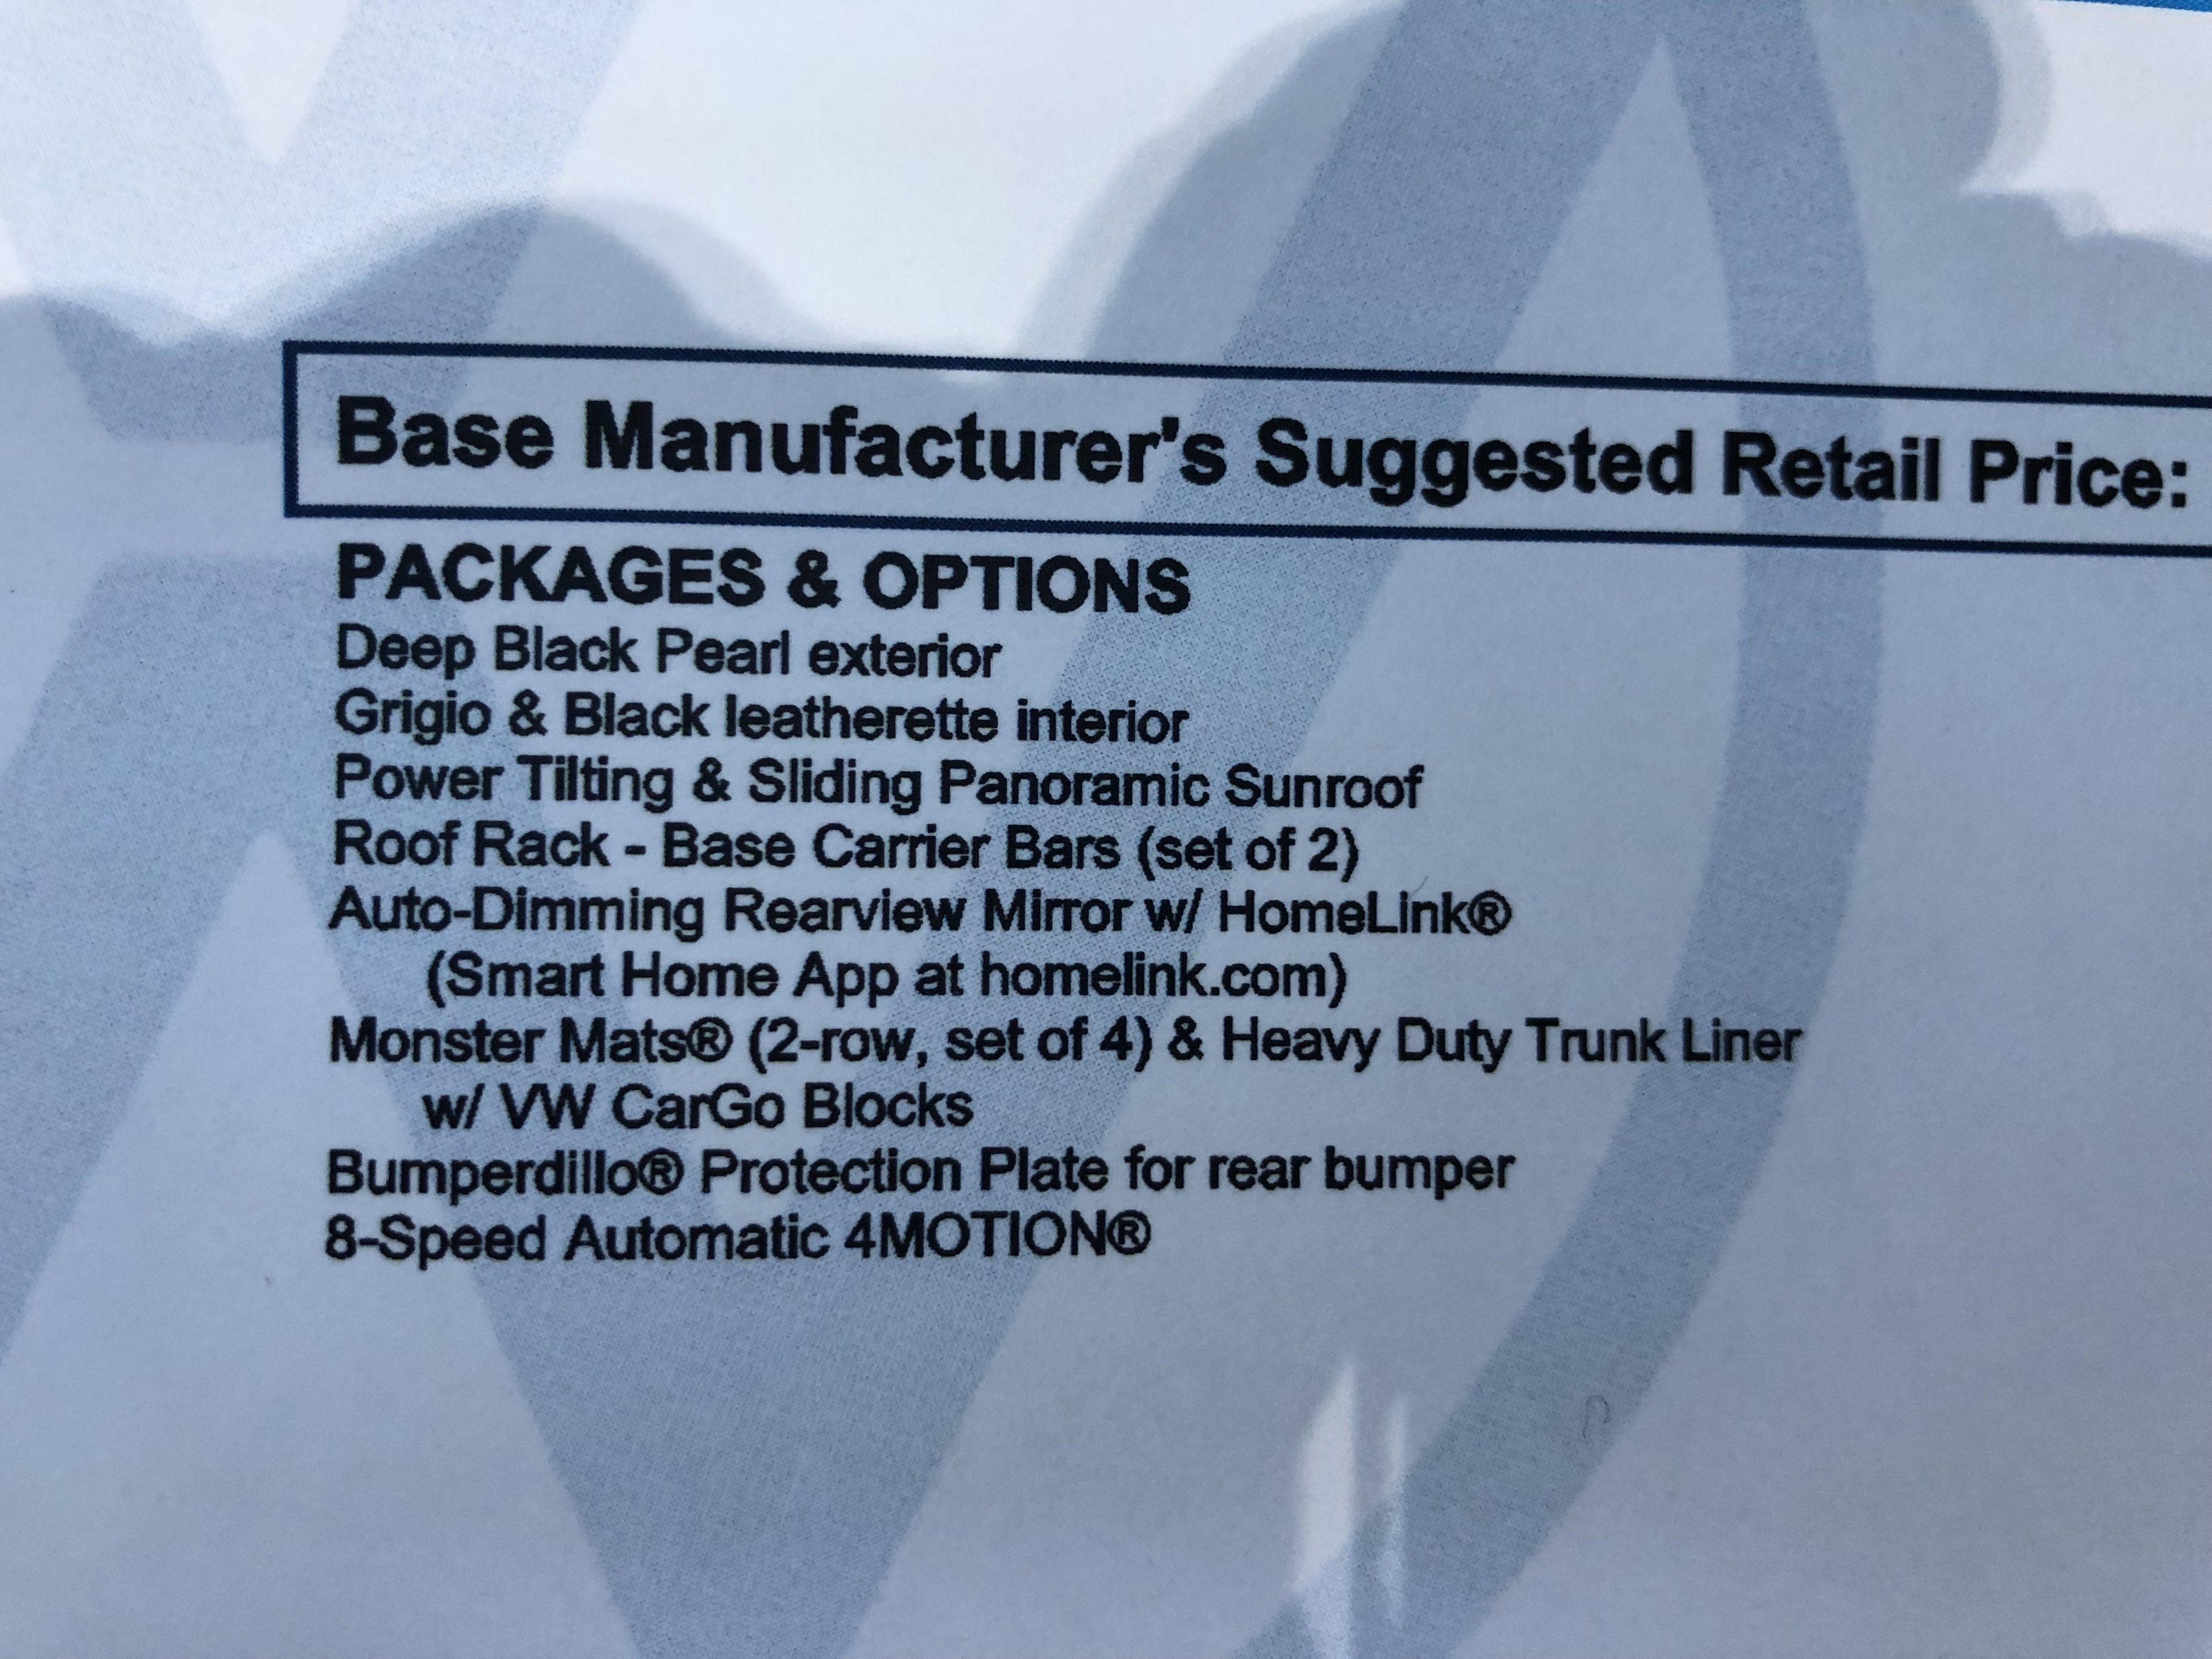 Base Manufacturer's Suggested Retail Price:
PACKAGES & OPTIONS
Deep Black Pearl exterior
Grigio & Black leatherette interior
Power Tilting & Sliding Panoramic Sunroof
Roof Rack - Base Carrier Bars (set of 2)
Auto-Dimming Rearview Mirror w/ HomeLink®
(Smart Home App at homelink.com)
Monster Mats® (2-row, set of 4) & Heavy Duty Trunk Liner
w/ VW CarGo Blocks
Bumperdillo® Protection Plate for rear bumper
8-Speed Automatic 4MOTION®